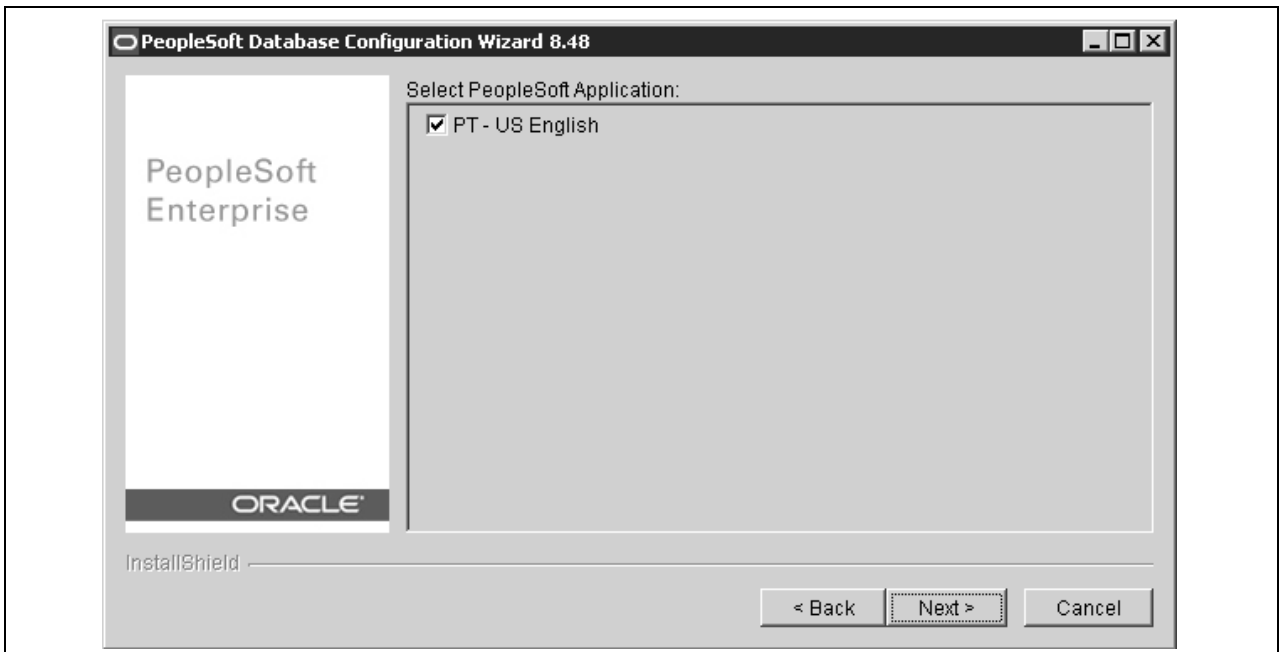 PeopleSoft Database Configuration Wizard 8.48
Select PeopleSoft Application:
PT - US English
PeopleSoft
Enterprise
ORACLE
InstallShield
< Back
Next >
Cancel